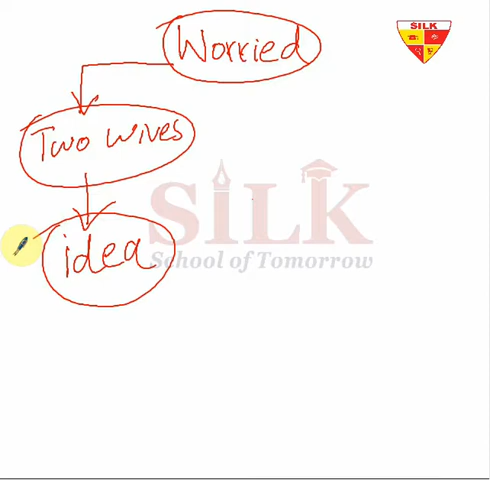 Worried
SILK
Two wives
SILK
idea
School of Tomorrow